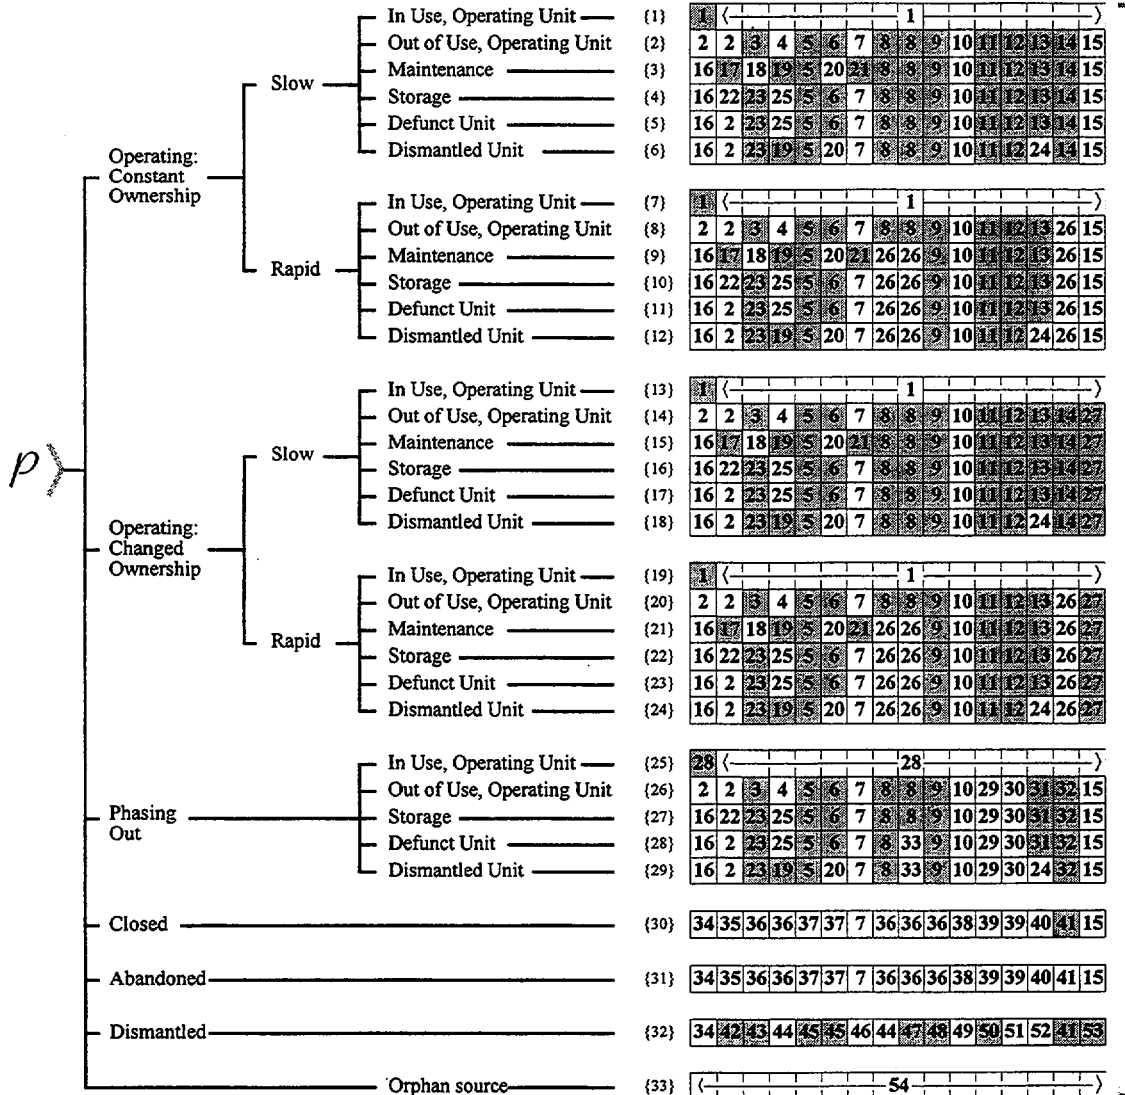 In Use, Operating Unit {1} 1 1
Out of Use, Operating Unit {2} 2 2 3 4 5 6 7 8 8 9 10 11 12 13 14 15
Slow Maintenance {3} 16 17 18 19 5 20 21 8 8 9 10 11 12 13 14 15
Storage {4} 16 22 23 25 5 6 7 8 8 9 10 11 12 13 14 15
Defunct Unit {5} 16 2 23 25 5 6 7 8 8 9 10 11 12 13 14 15
Dismantled Unit {6} 16 2 23 19 5 20 7 8 8 9 10 11 12 24 14 15
Operating:
Constant
Ownership
In Use, Operating Unit {7} 1 1
Out of Use, Operating Unit {8} 2 2 3 4 5 6 7 8 8 9 10 11 12 13 26 15
Maintenance {9} 16 17 18 19 5 20 21 26 26 9 10 11 12 13 26 15
Rapid Storage {10} 16 22 23 25 5 6 7 26 26 9 10 11 12 13 26 15
Defunct Unit {11} 16 2 23 25 5 6 7 26 26 9 10 11 12 13 26 15
Dismantled Unit {12} 16 2 23 19 5 20 7 26 26 9 10 11 12 24 26 15
In Use, Operating Unit {13} 1 1
Out of Use, Operating Unit {14} 2 2 3 4 5 6 7 8 8 9 10 11 12 13 14 27
Maintenance {15} 16 17 18 19 5 20 21 8 8 9 10 11 12 13 14 27
Slow Storage {16} 16 22 23 25 5 6 7 8 8 9 10 11 12 13 14 27
P
Defunct Unit {17} 16 2 23 25 5 6 7 8 8 9 10 11 12 13 14 27
Dismantled Unit {18} 16 2 23 19 5 20 7 8 8 9 10 11 12 24 14 27
Operating:
Changed
Ownership
In Use, Operating Unit {19} 1 1
Out of Use, Operating Unit {20} 2 2 3 4 5 6 7 8 8 9 10 11 12 13 26 27
Maintenance {21} 16 17 18 19 5 20 21 26 26 9 10 11 12 13 26 27
Rapid Storage {22} 16 22 23 25 5 6 7 26 26 9 10 11 12 13 26 27
Defunct Unit {23} 16 2 23 25 5 6 7 26 26 9 10 11 12 13 26 27
Dismantled Unit {24} 16 2 23 19 5 20 7 26 26 9 10 11 12 24 26 27
In Use, Operating Unit {25} 28 28
Out of Use, Operating Unit {26} 2 2 3 4 5 6 7 8 8 9 10 29 30 31 32 15
Phasing
Out
Storage {27} 16 22 23 25 5 6 7 8 8 9 10 29 30 31 32 15
Defunct Unit {28} 16 2 23 25 5 6 7 8 33 9 10 29 30 31 32 15
Dismantled Unit {29} 16 2 23 19 5 20 7 8 33 9 10 29 30 24 32 15
Closed {30} 34 35 36 36 37 37 7 36 36 36 38 39 39 40 41 15
Abandoned {31} 34 35 36 36 37 37 7 36 36 36 38 39 39 40 41 15
Dismantled {32} 34 42 43 44 45 45 46 44 47 48 49 50 51 52 41 53
Orphan source {33} 54